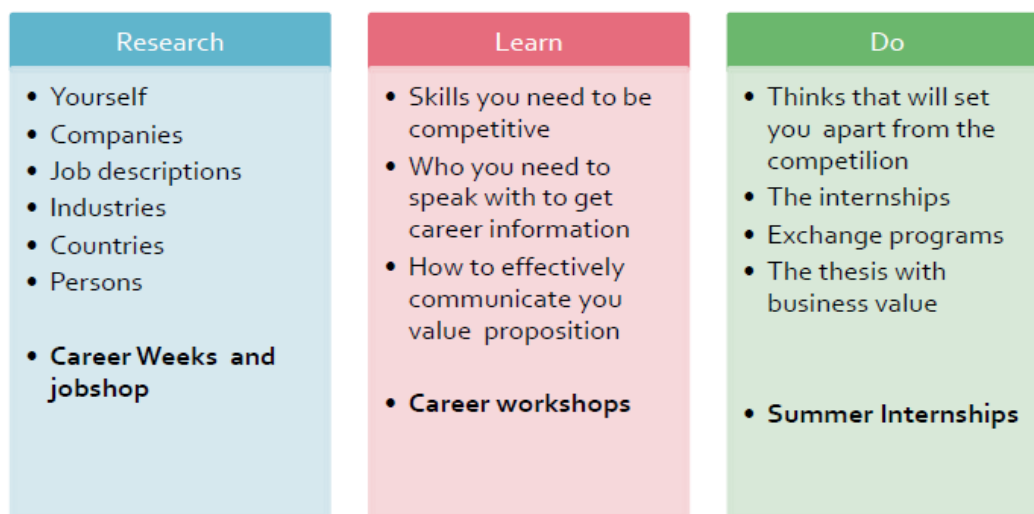 Research
• Yourself
• Companies
• Job descriptions
• Industries
• Countries
• Persons
• Career Weeks and
jobshop
Learn
• Skills you need to be
competitive
• Who you need to
speak with to get
career information
• How to effectively
communicate you
value proposition
• Career workshops
Do
• Thinks that will set
you apart from the
competilion
• The internships
• Exchange programs
• The thesis with
business value
• Summer Internships